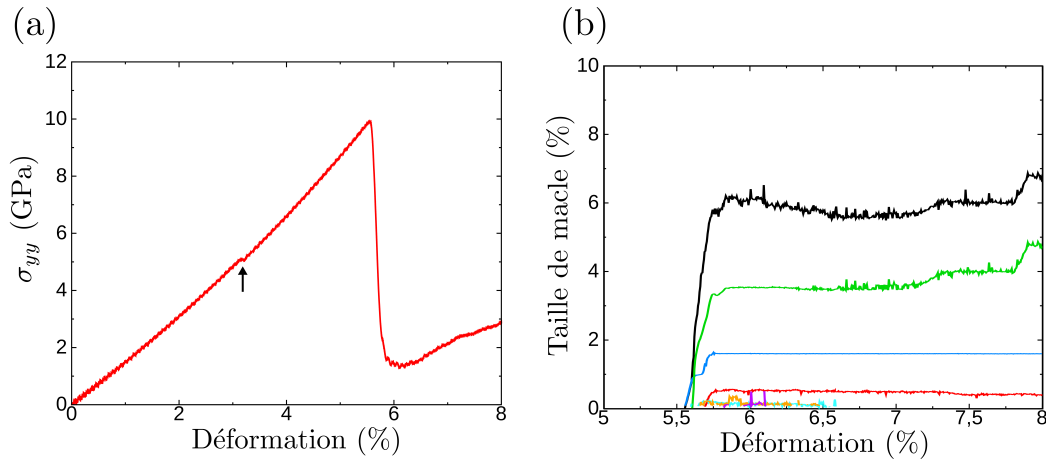 (a)
12
10
8
6
4
2
0
σyy (GPa)
0 2 4 6 8
Déformation (%)
(b)
10
8
6
4
2
0
Taille de macle (%)
5 5,5 6 6,5 7 7,5 8
Déformation (%)